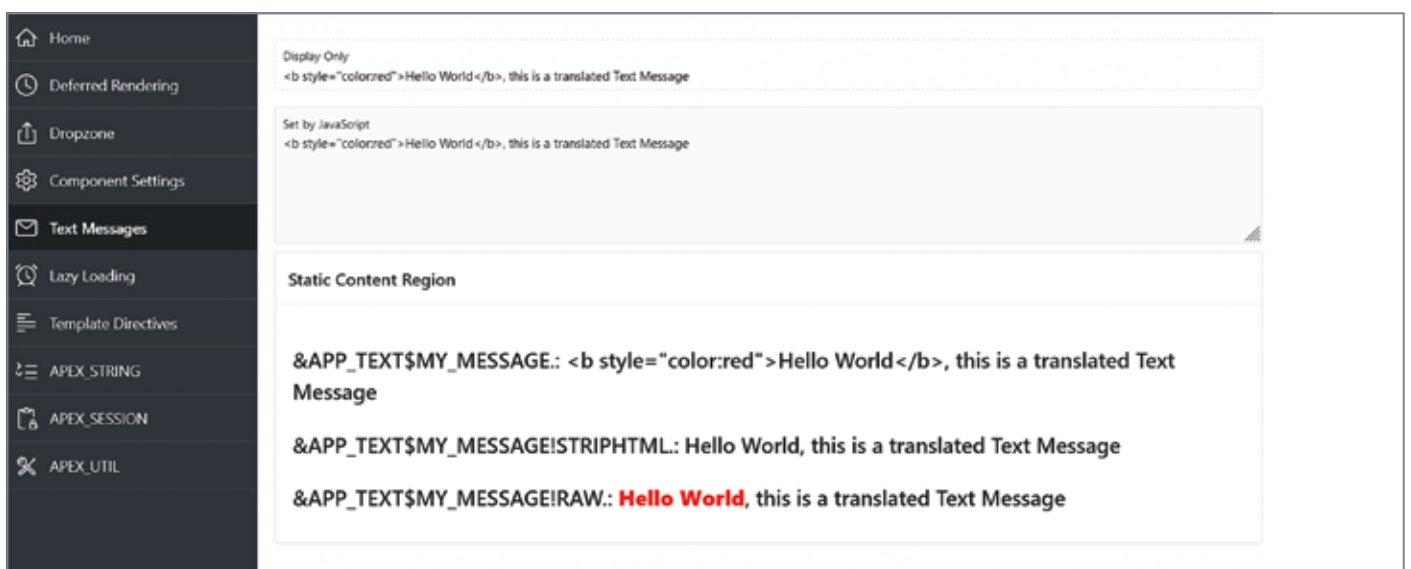 Home
Deferred Rendering
Dropzone
Component Settings
Text Messages
Lazy Loading
Template Directives
APEX_STRING
APEX_SESSION
APEX_UTIL
Display Only
<b style="color:red">Hello World</b>, this is a translated Text Message
Set by JavaScript
<b style="color:red">Hello World</b>, this is a translated Text Message
Static Content Region
&APP_TEXT$MY_MESSAGE.: <b style="color:red">Hello World</b>, this is a translated Text
Message
&APP_TEXT$MY_MESSAGE!STRIPHTML.: Hello World, this is a translated Text Message
&APP_TEXT$MY_MESSAGE!RAW.: Hello World, this is a translated Text Message